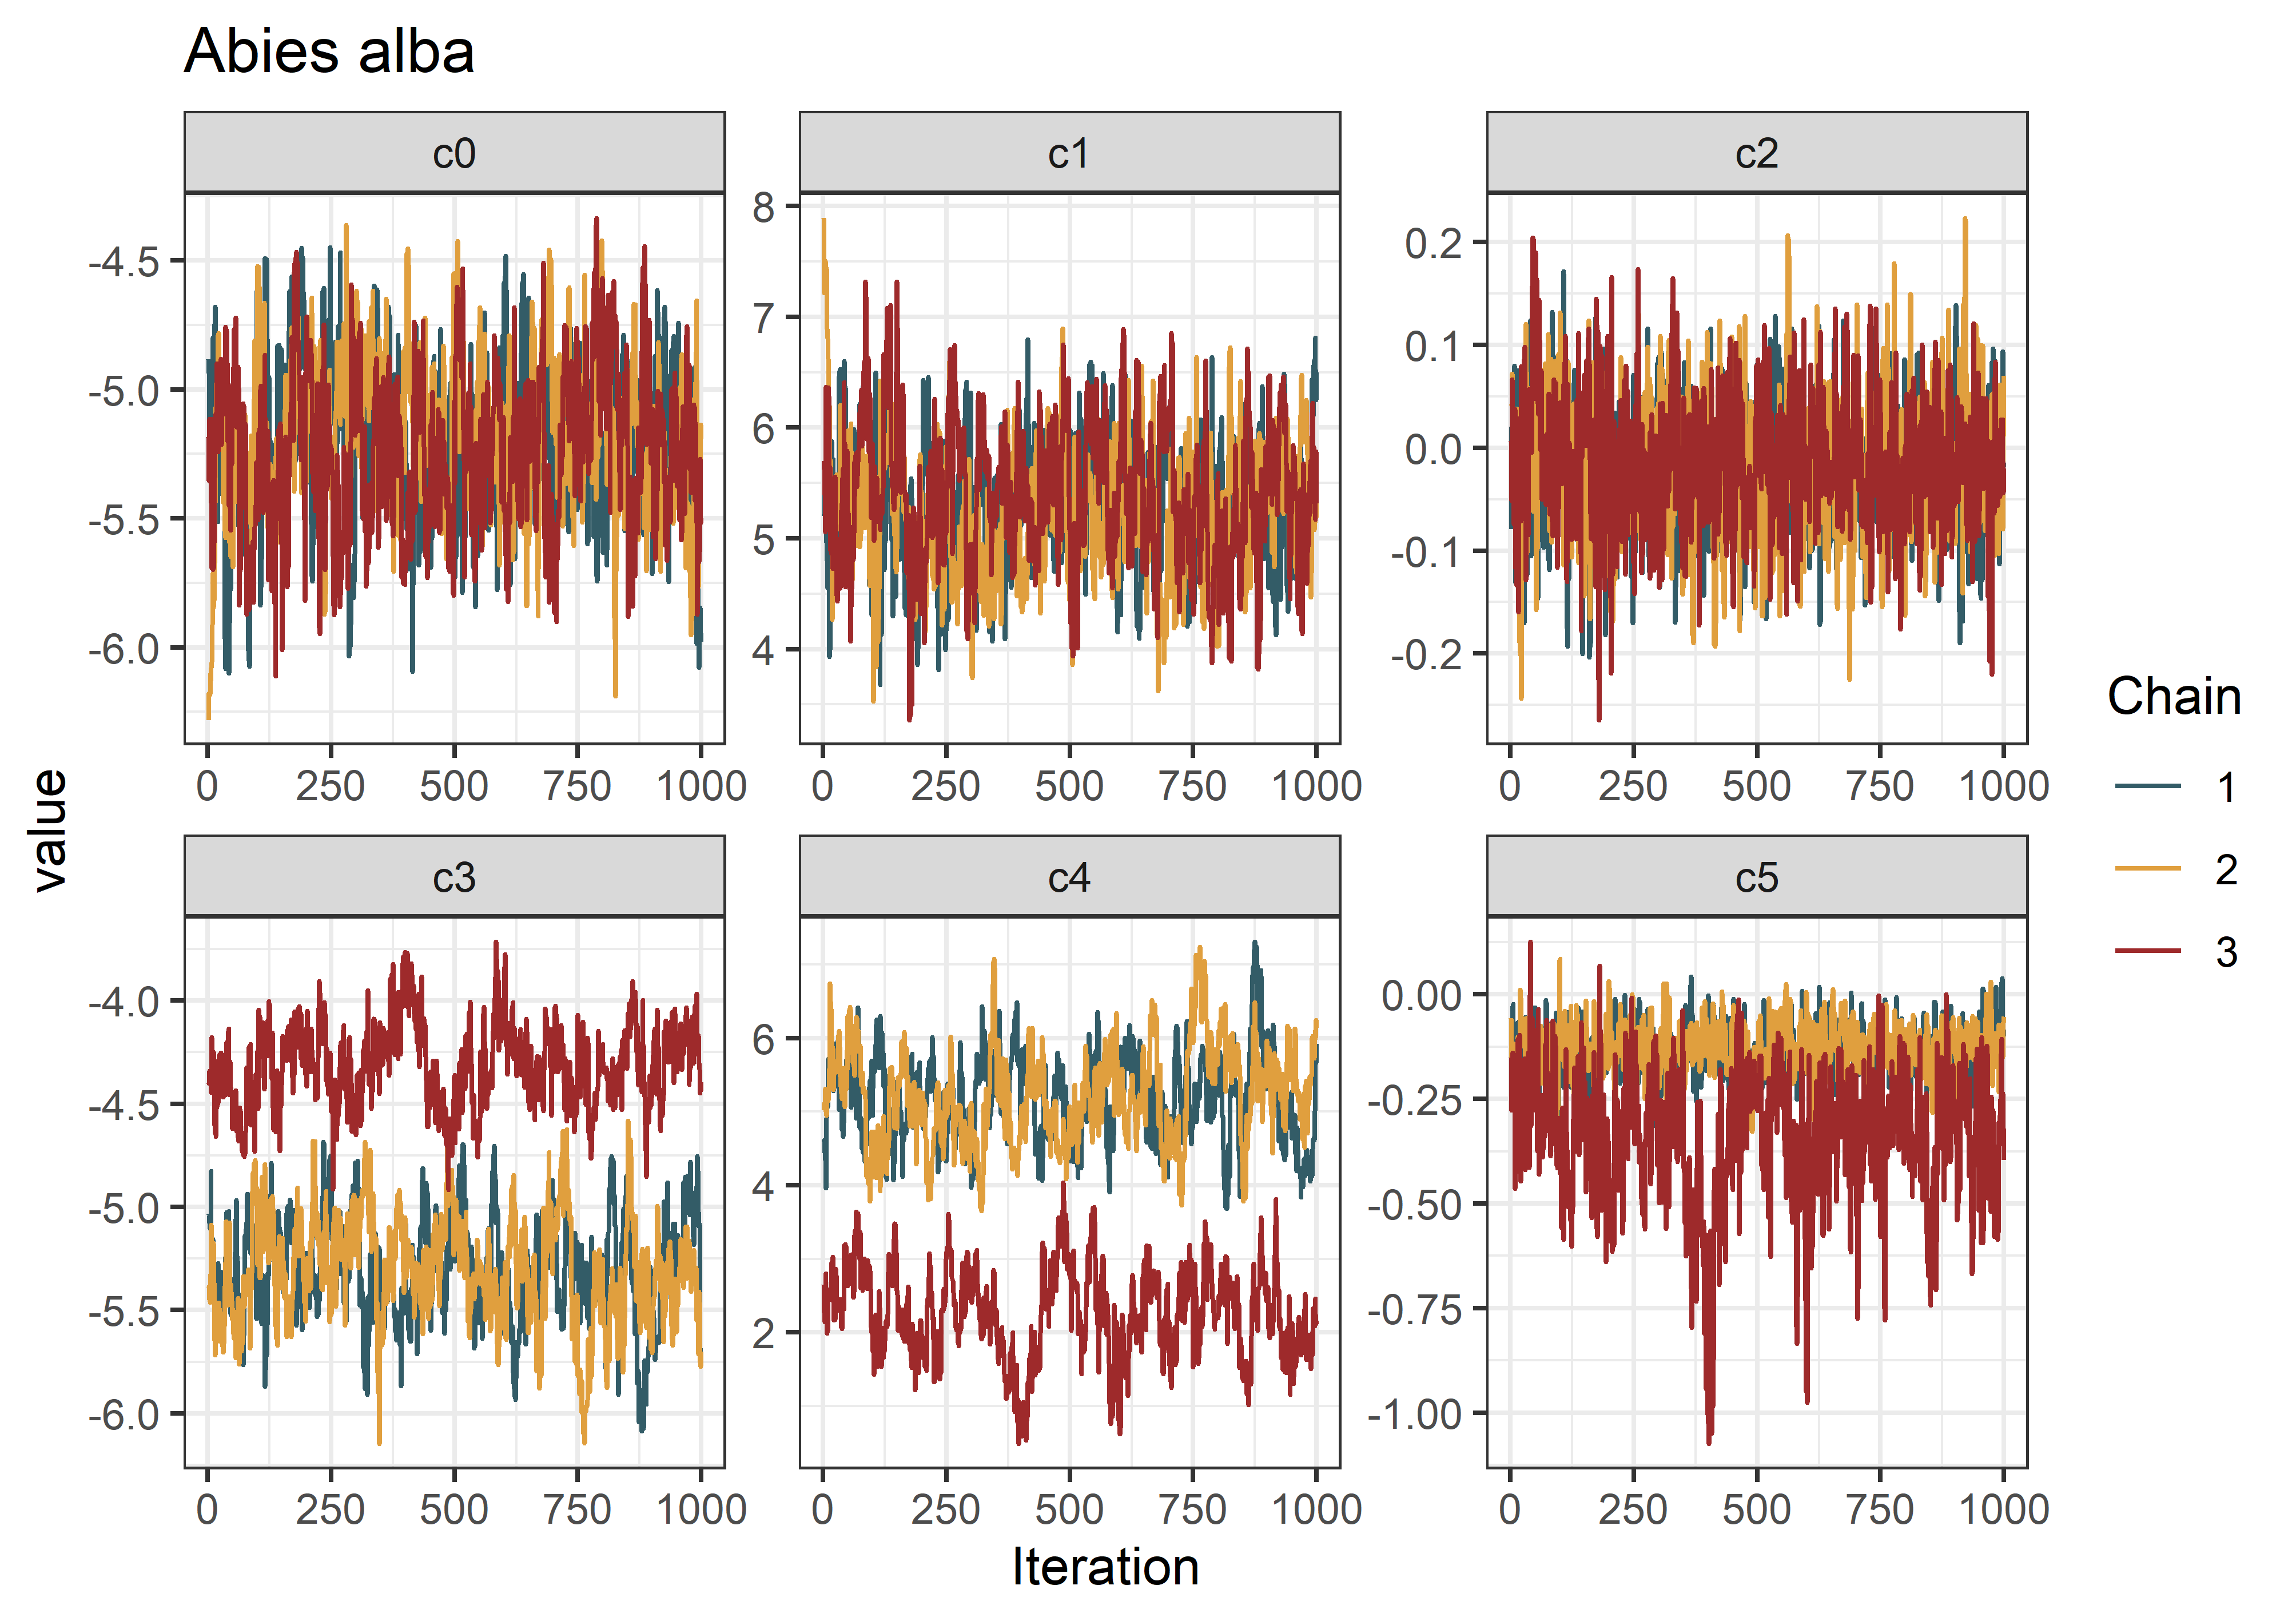 Abies alba
c0 c1 c2
-4.5 -5.0 -5.5 -6.0
8 7 6 5 4
0.2 0.1 0.0 -0.1 -0.2
0 250 500 750 1000 0 250 500 750 1000 0 250 500 750 1000
c3 c4 c5
-4.0 -4.5 -5.0 -5.5 -6.0
6 4 2
0.00 -0.25 -0.50 -0.75 -1.00
0 250 500 750 1000 0 250 500 750 1000 0 250 500 750 1000
value
Iteration
Chain
1
2
3